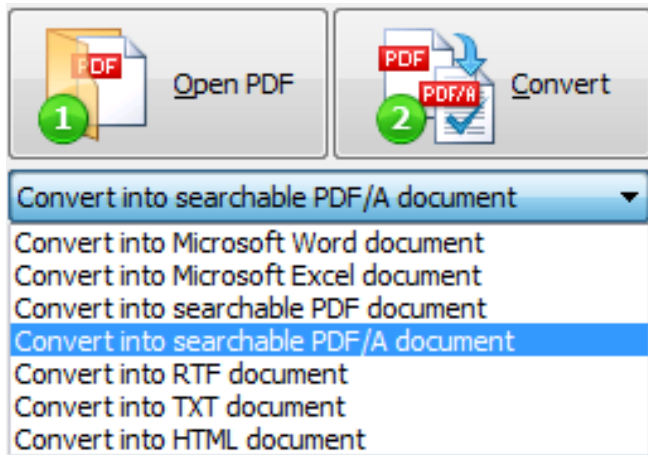 PDF
1
Open PDF
PDF
PDF/A
2
Convert
Convert into searchable PDF/A document
Convert into Microsoft Word document
Convert into Microsoft Excel document
Convert into searchable PDF document
Convert into searchable PDF/A document
Convert into RTF document
Convert into TXT document
Convert into HTML document